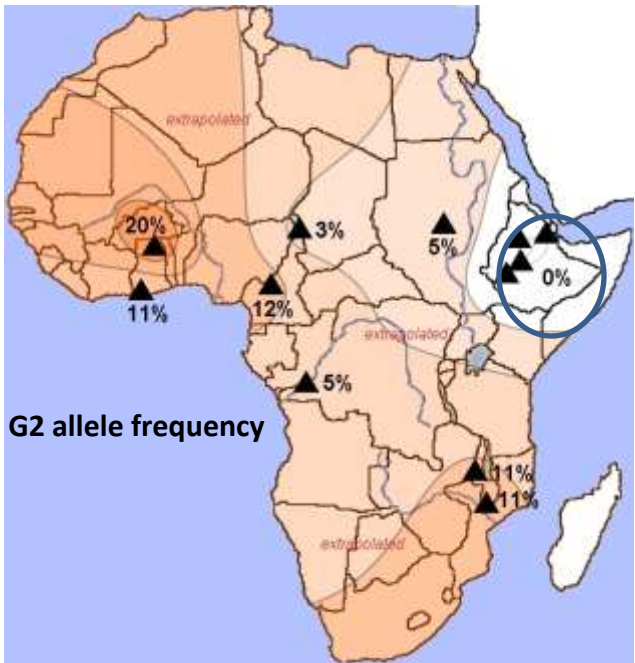 extrapolated
20%
3%
5%
0%
11%
12%
extrapolated
5%
G2 allele frequency
11%
11%
extrapolated